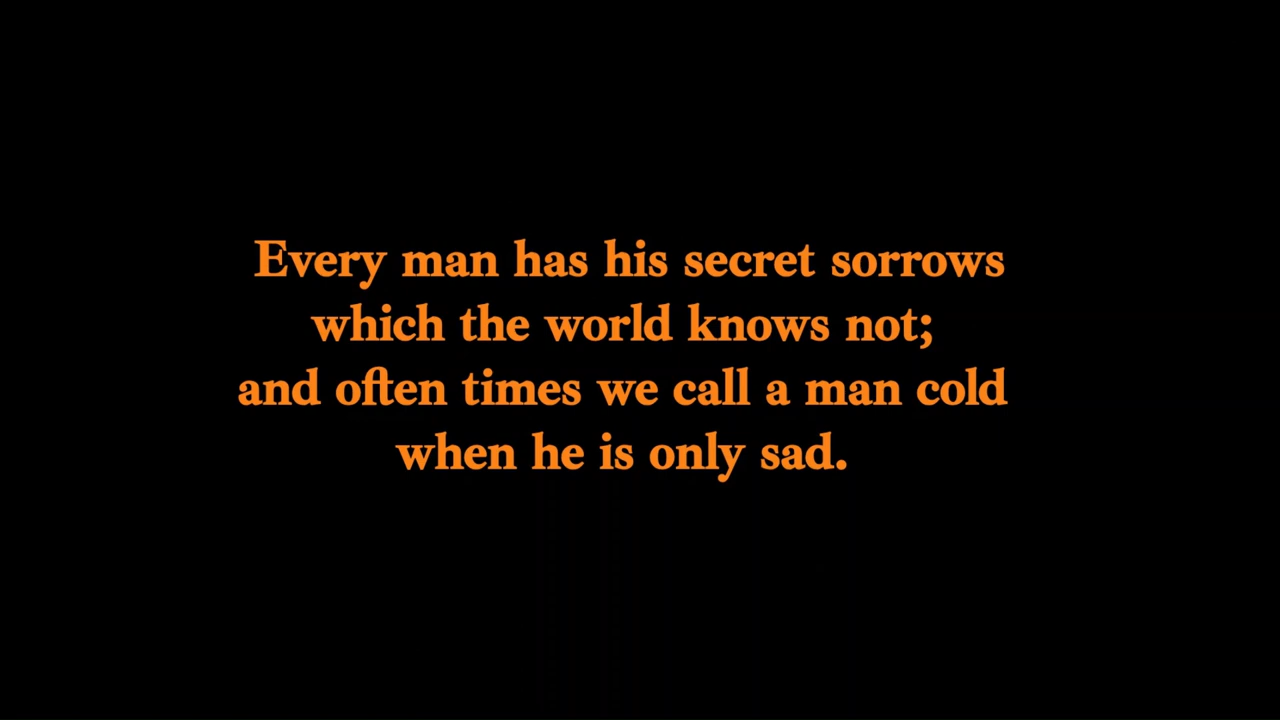 Every man has his secret sorrows
which the world knows not;
and often times we call a man cold
when he is only sad.